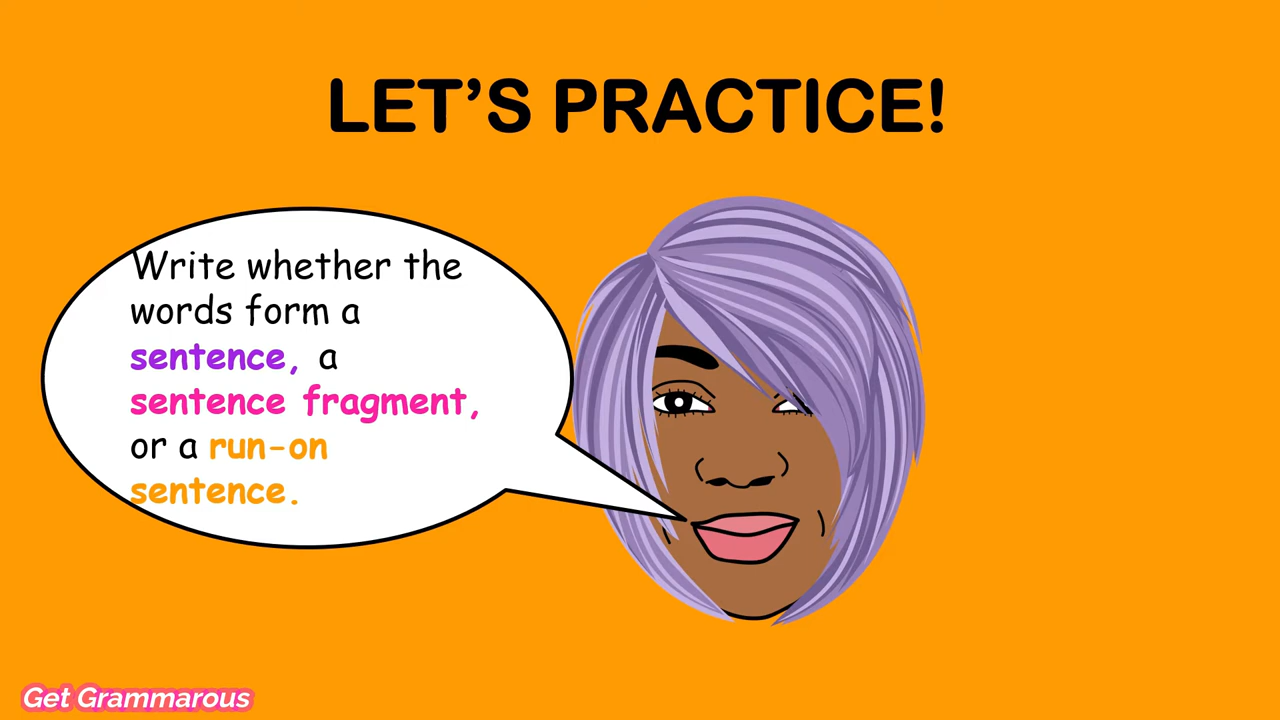 LET'S PRACTICE!
Write whether the
words form a
sentence, a
sentence fragment,
or a run-on
sentence.
Get Grammarous